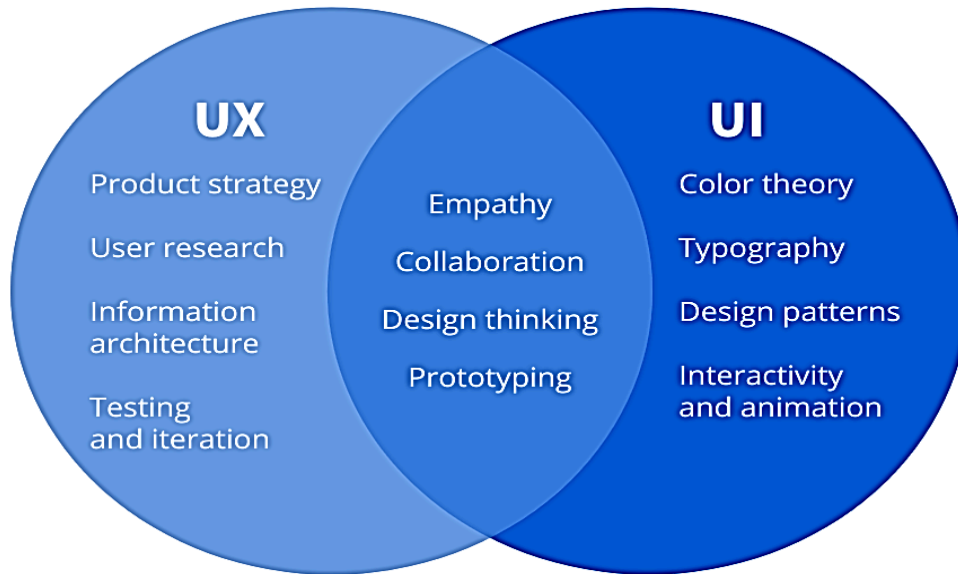 UX
Product strategy
User research
Information
architecture
Testing
and iteration
Empathy
Collaboration
Design thinking
Prototyping
UI
Color theory
Typography
Design patterns
Interactivity
and animation